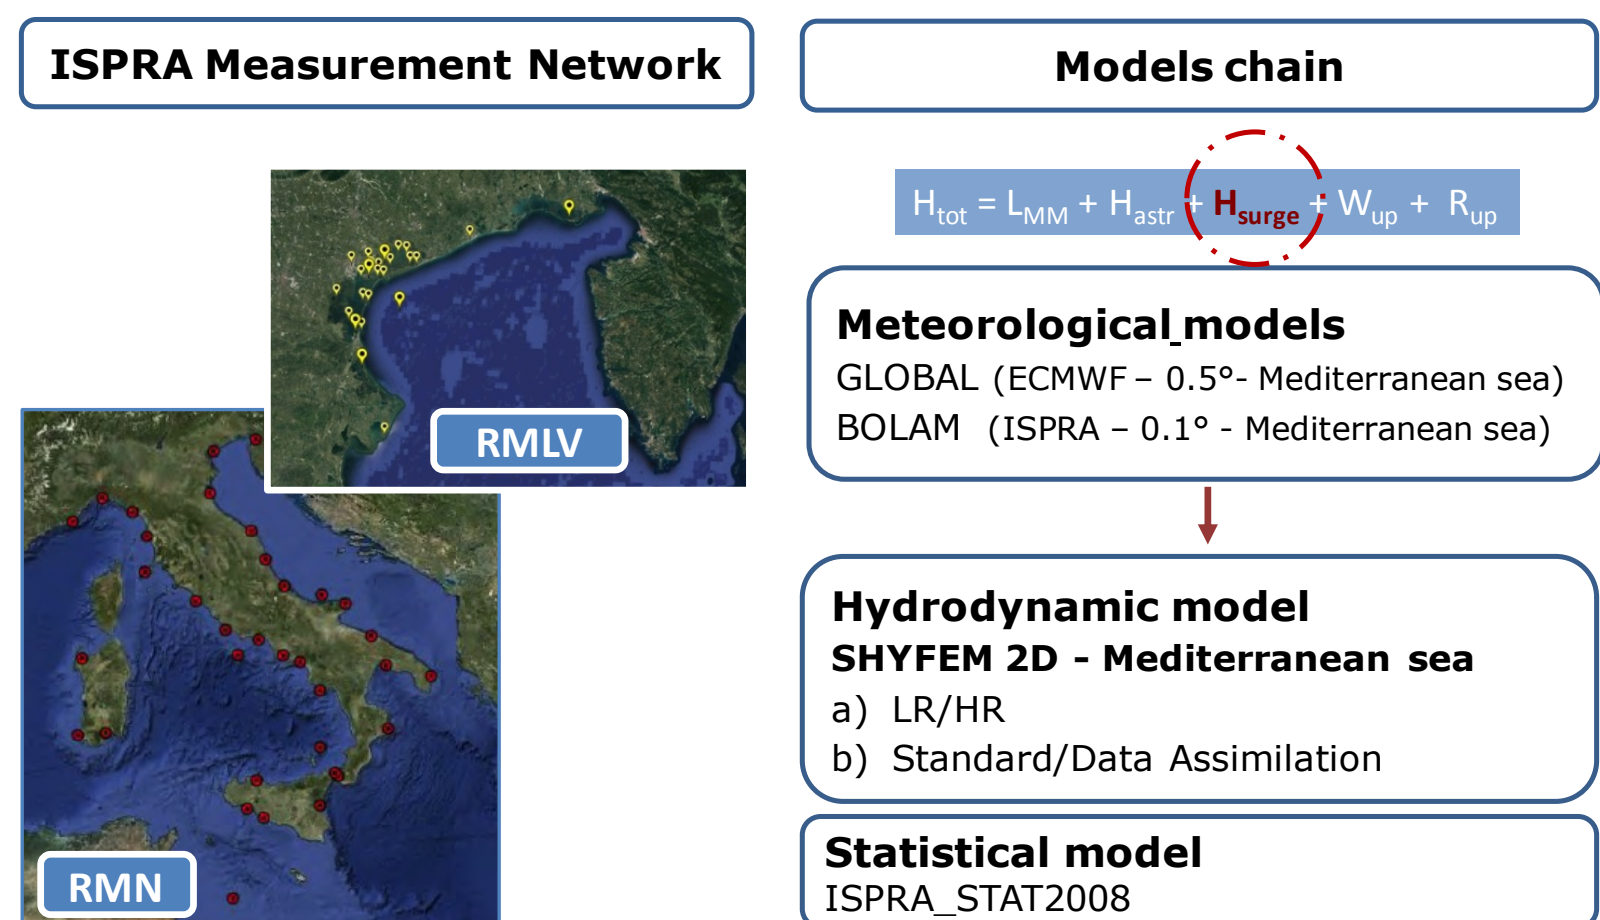 ISPRA Measurement Network
RMLV
RMN
Models chain
Htot = LMM + Hastr + Hsurge + Wup + Rup
Meteorological models
GLOBAL (ECMWF – 0.5°- Mediterranean sea)
BOLAM (ISPRA – 0.1° - Mediterranean sea)
Hydrodynamic model
SHYFEM 2D - Mediterranean sea
a) LR/HR
b) Standard/Data Assimilation
Statistical model
ISPRA_STAT2008